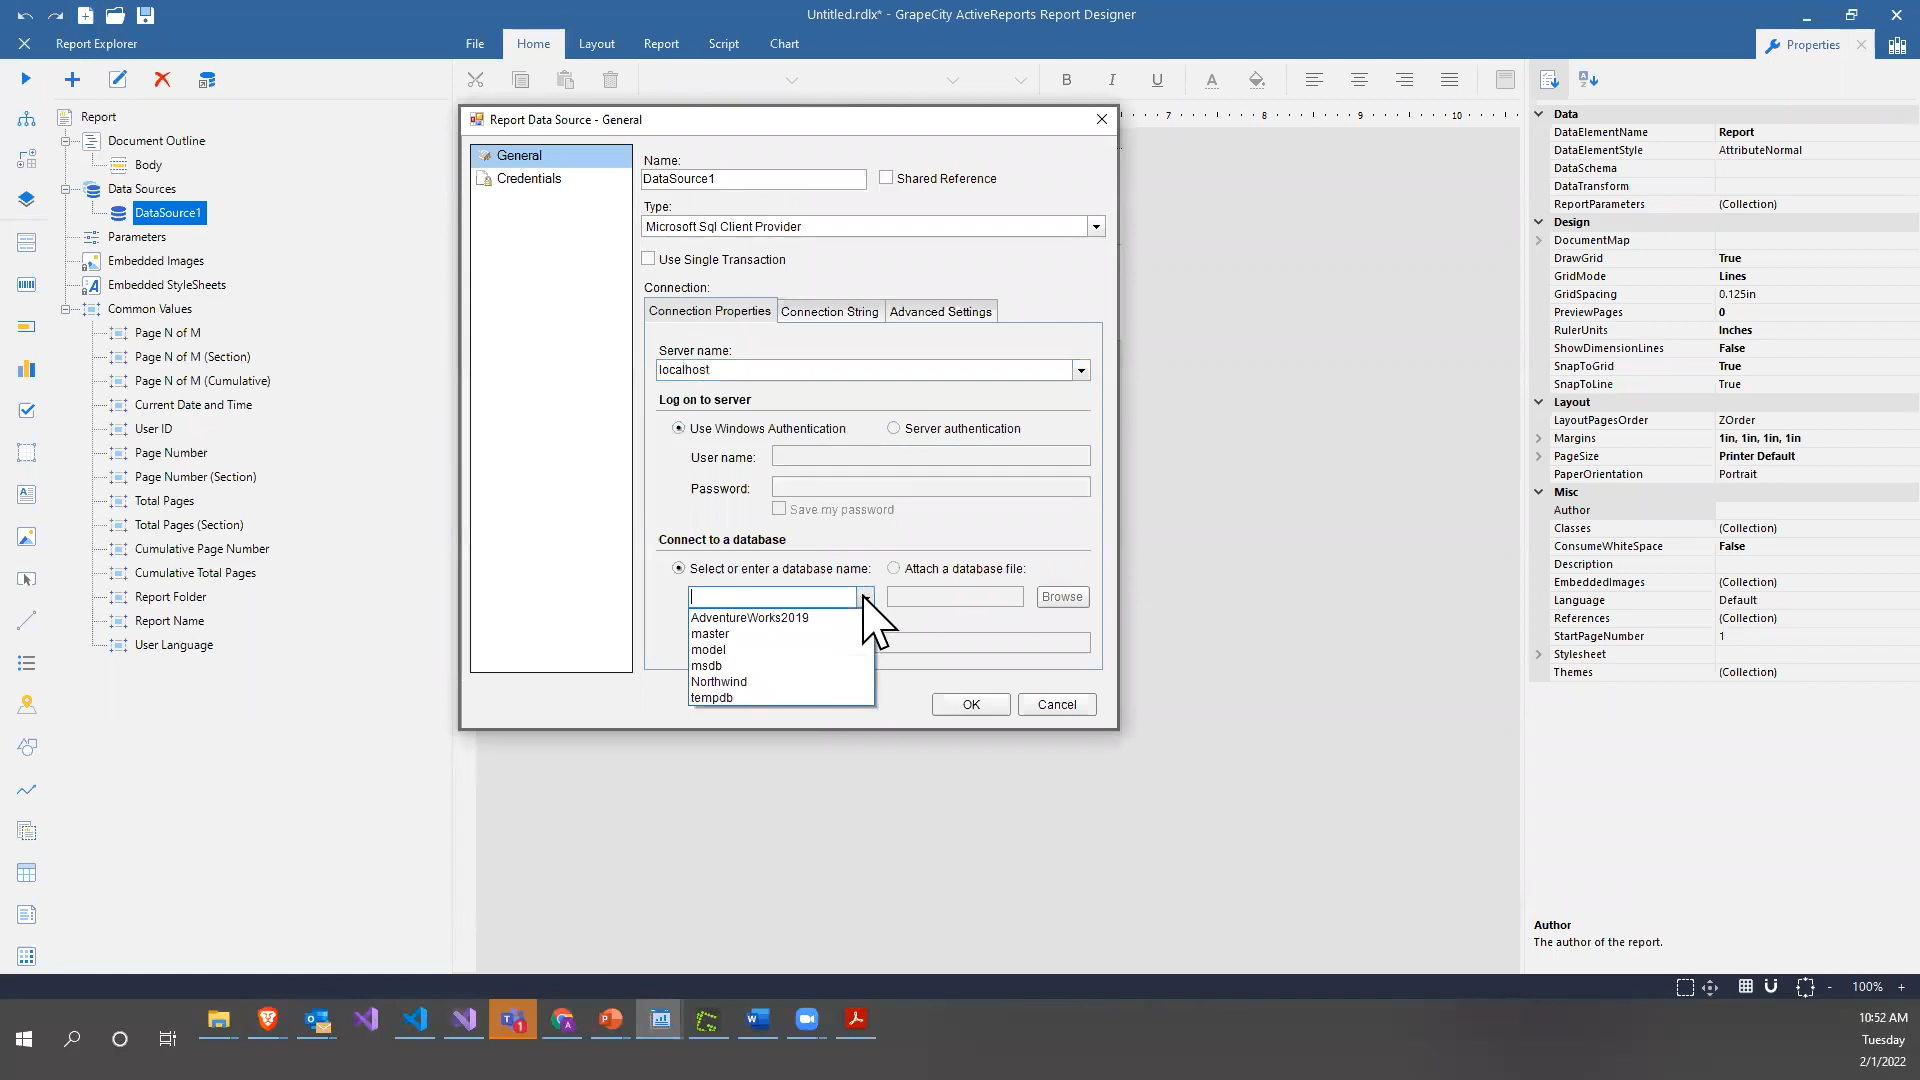 Untitled.rdlx* - GrapeCity ActiveReports Report Designer
Report Explorer
File
Home
Layout
Report
Script
Chart
Properties
B
I
U
A
Report
Document Outline
Body
Data Sources
DataSource1
Parameters
Embedded Images
Embedded StyleSheets
Common Values
Page N of M
Page N of M (Section)
Page N of M (Cumulative)
Current Date and Time
User ID
Page Number
Page Number (Section)
Total Pages
Total Pages (Section)
Cumulative Page Number
Cumulative Total Pages
Report Folder
Report Name
User Language
7
8
9
10
Report Data Source - General
General
Credentials
Name:
DataSource1
Shared Reference
Type:
Microsoft Sql Client Provider
Use Single Transaction
Connection:
Connection Properties
Connection String
Advanced Settings
Server name:
localhost
Log on to server
Use Windows Authentication
Server authentication
User name:
Password:
Save my password
Connect to a database
Select or enter a database name:
Attach a database file:
Browse
AdventureWorks2019
master
model
msdb
Northwind
tempdb
OK
Cancel
Data
DataElementName Report
DataElementStyle AttributeNormal
DataSchema
DataTransform
ReportParameters (Collection)
Design
DocumentMap
DrawGrid True
GridMode Lines
GridSpacing 0.125in
PreviewPages 0
RulerUnits Inches
ShowDimensionLines False
SnapToGrid True
SnapToLine True
Layout
LayoutPagesOrder ZOrder
Margins 1in, 1in, 1in, 1in
PageSize Printer Default
PaperOrientation Portrait
Misc
Author
Classes (Collection)
ConsumeWhiteSpace False
Description
EmbeddedImages (Collection)
Language Default
References (Collection)
StartPageNumber 1
Stylesheet
Themes (Collection)
Author
The author of the report.
- 100% +
10:52 AM
Tuesday
2/1/2022